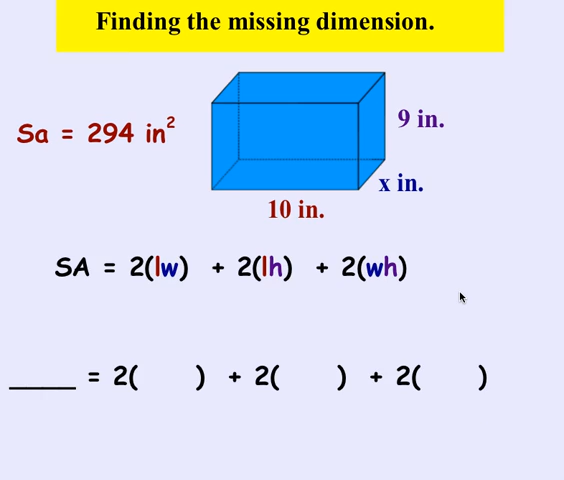 Finding the missing dimension.
Sa = 294 in²
9 in.
x in.
10 in.
SA = 2(lw) + 2(lh) + 2(wh)
____ = 2( ) + 2( ) + 2( )